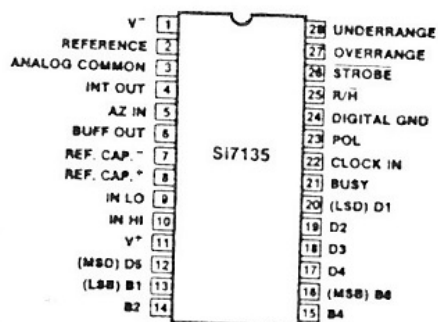 V⁻ 1
REFERENCE 2
ANALOG COMMON 3
INT OUT 4
AZ IN 5
BUFF OUT 6
REF. CAP.⁻ 7
REF. CAP.⁺ 8
IN LO 9
IN HI 10
V⁺ 11
(MSD) D5 12
(LSB) B1 13
B2 14
Si7135
28 UNDERRANGE
27 OVERRANGE
26 STROBE
25 R/H
24 DIGITAL GND
23 POL
22 CLOCK IN
21 BUSY
20 (LSD) D1
19 D2
18 D3
17 D4
16 (MSB) B8
15 B4